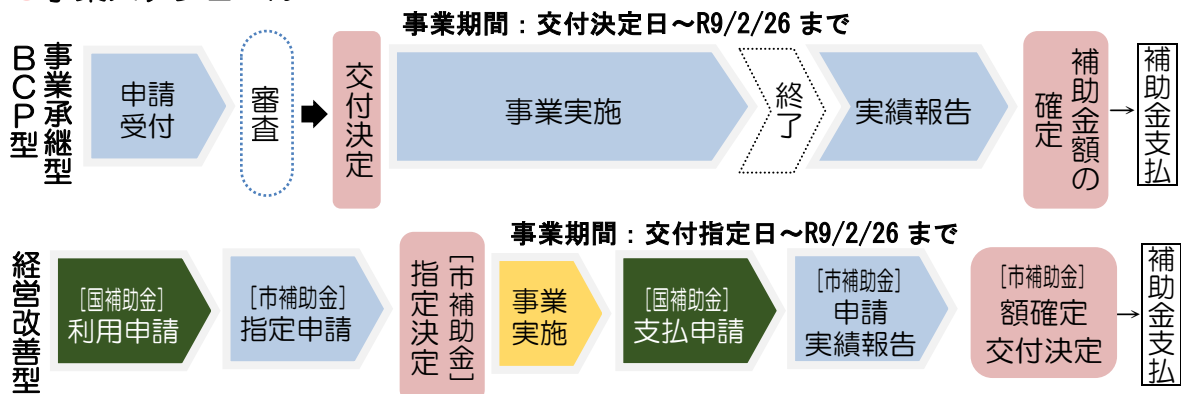 事業期間：交付決定日～R9/2/26 まで
事業承継型
ＢＣＰ型
申請
受付
審査
交付決定
事業実施
終了
実績報告
補助金額の
確定
補助金支払
事業期間：交付指定日～R9/2/26 まで
経営改善型
[国補助金]
利用申請
[市補助金]
指定申請
[市補助金]
指定決定
事業
実施
[国補助金]
支払申請
[市補助金]
申請
実績報告
[市補助金]
額確定
交付決定
補助金支払